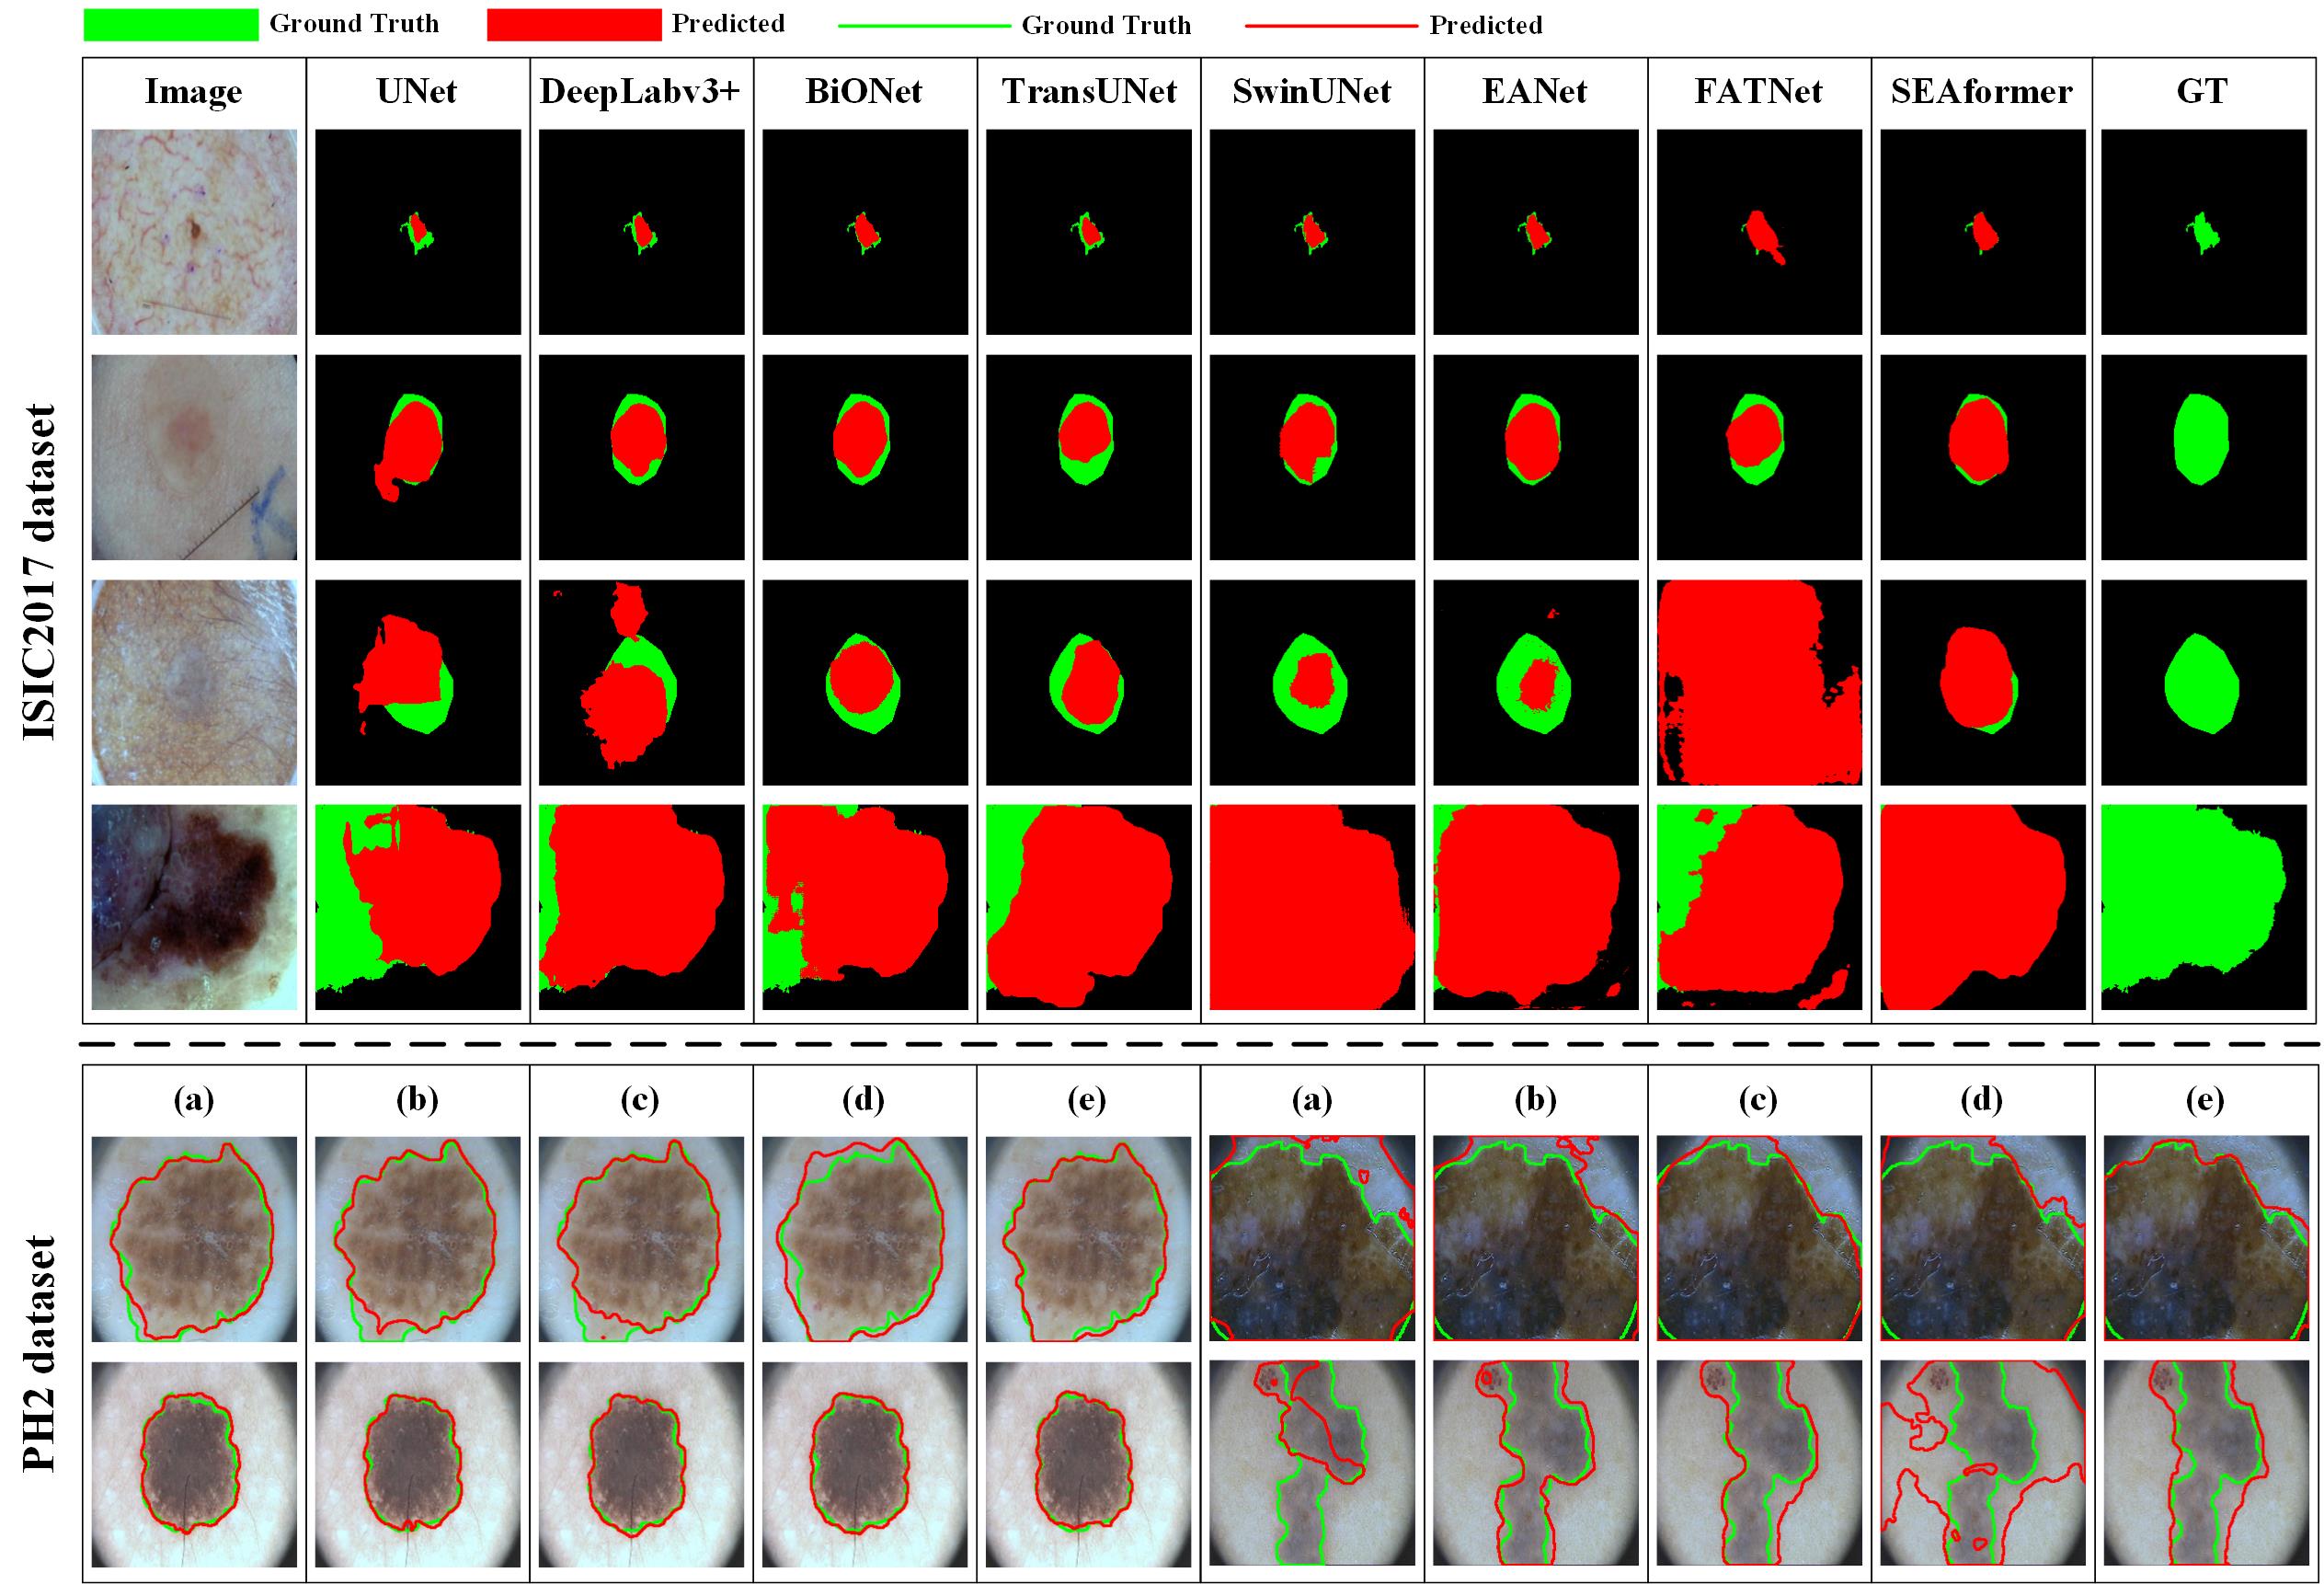 Ground Truth Predicted Ground Truth Predicted
Image UNet DeepLabv3+ BiONet TransUNet SwinUNet EANet FATNet SEAformer GT
ISIC2017 dataset
(a) (b) (c) (d) (e) (a) (b) (c) (d) (e)
PH2 dataset